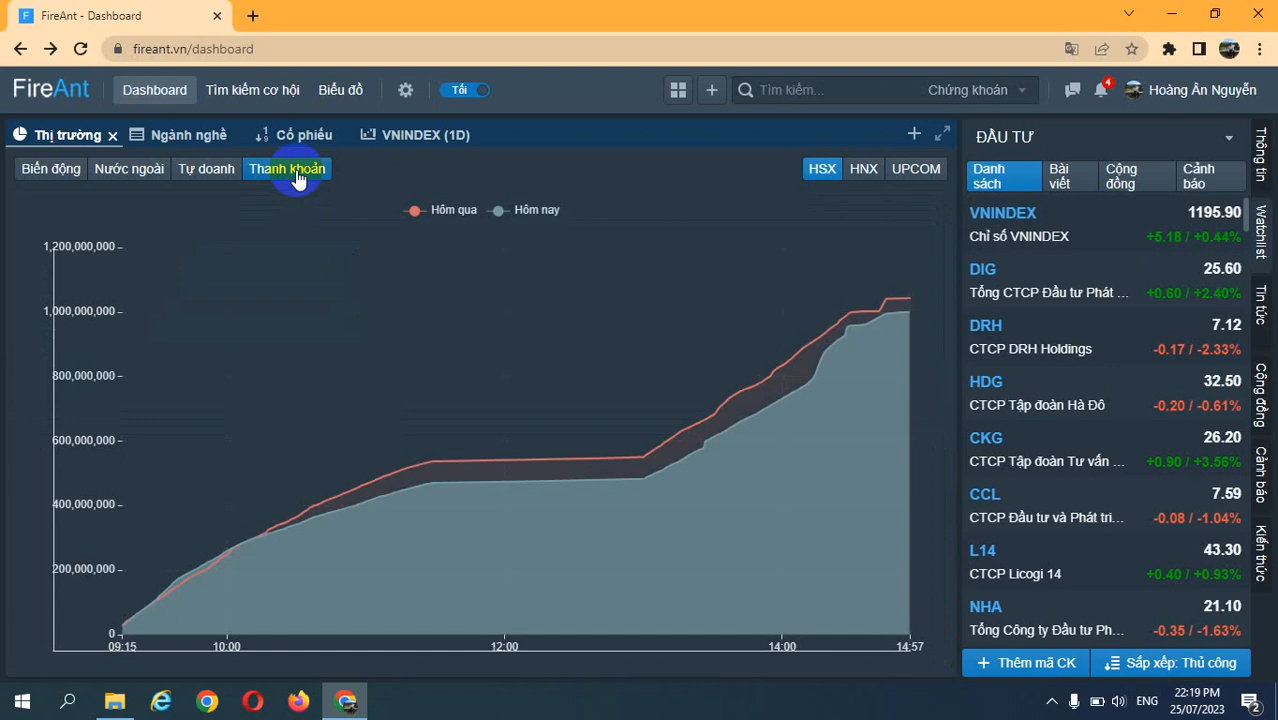 FireAnt - Dashboard
fireant.vn/dashboard
FireAnt
Dashboard
Tìm kiếm cơ hội
Biểu đồ
Tối
Tìm kiếm...
Chứng khoán
4
Hoàng Ân Nguyễn
Thị trường
Ngành nghề
Cổ phiếu
VNINDEX (1D)
Biến động
Nước ngoài
Tự doanh
Thanh khoản
HSX
HNX
UPCOM
Hôm qua
Hôm nay
1,200,000,000
1,000,000,000
800,000,000
600,000,000
400,000,000
200,000,000
0
09:15
10:00
12:00
14:00
14:57
ĐẦU TƯ
Danh sách
Bài viết
Cộng đồng
Cảnh báo
VNINDEX 1195.90
Chỉ số VNINDEX +5.18 / +0.44%
DIG 25.60
Tổng CTCP Đầu tư Phát ... +0.60 / +2.40%
DRH 7.12
CTCP DRH Holdings -0.17 / -2.33%
HDG 32.50
CTCP Tập đoàn Hà Đô -0.20 / -0.61%
CKG 26.20
CTCP Tập đoàn Tư vấn ... +0.90 / +3.56%
CCL 7.59
CTCP Đầu tư và Phát tri... -0.08 / -1.04%
L14 43.30
CTCP Licogi 14 +0.40 / +0.93%
NHA 21.10
Tổng Công ty Đầu tư Ph... -0.35 / -1.63%
Thêm mã CK
Sắp xếp: Thủ công
Thông tin
Watchlist
Tin tức
Cộng đồng
Cảnh báo
Kiến thức
ENG
22:19 PM
25/07/2023
2